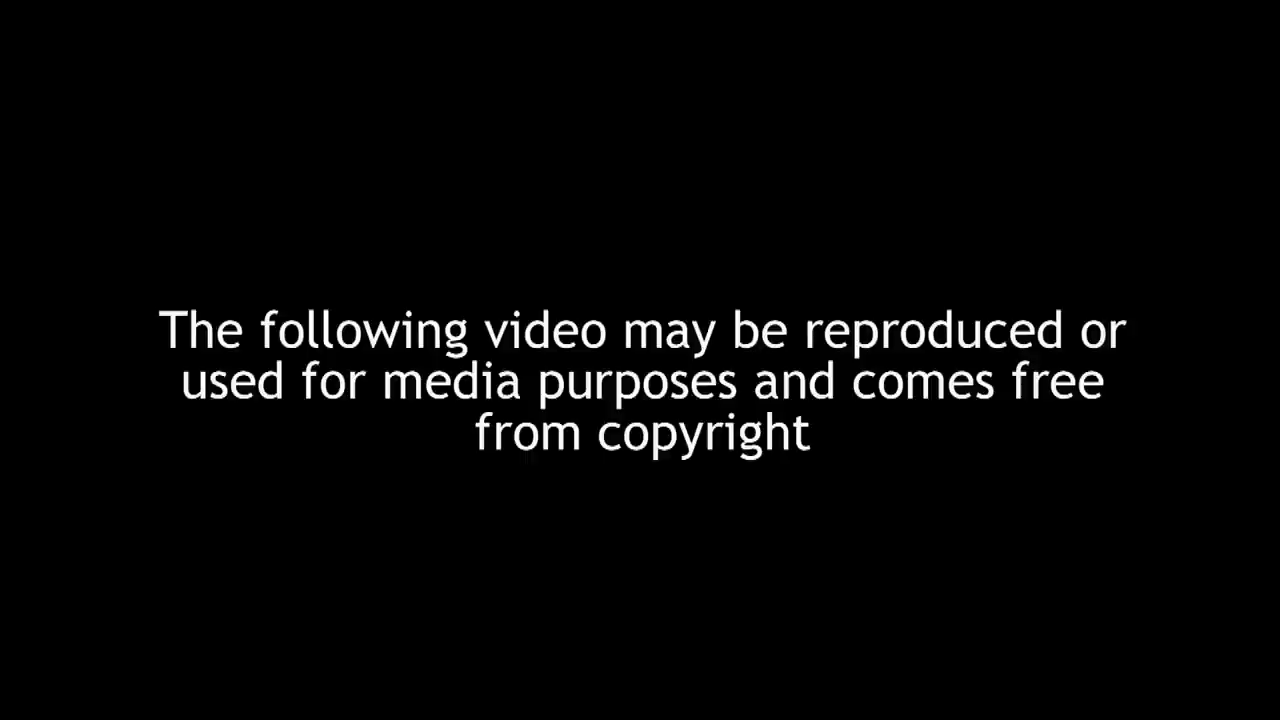 The following video may be reproduced or
used for media purposes and comes free
from copyright